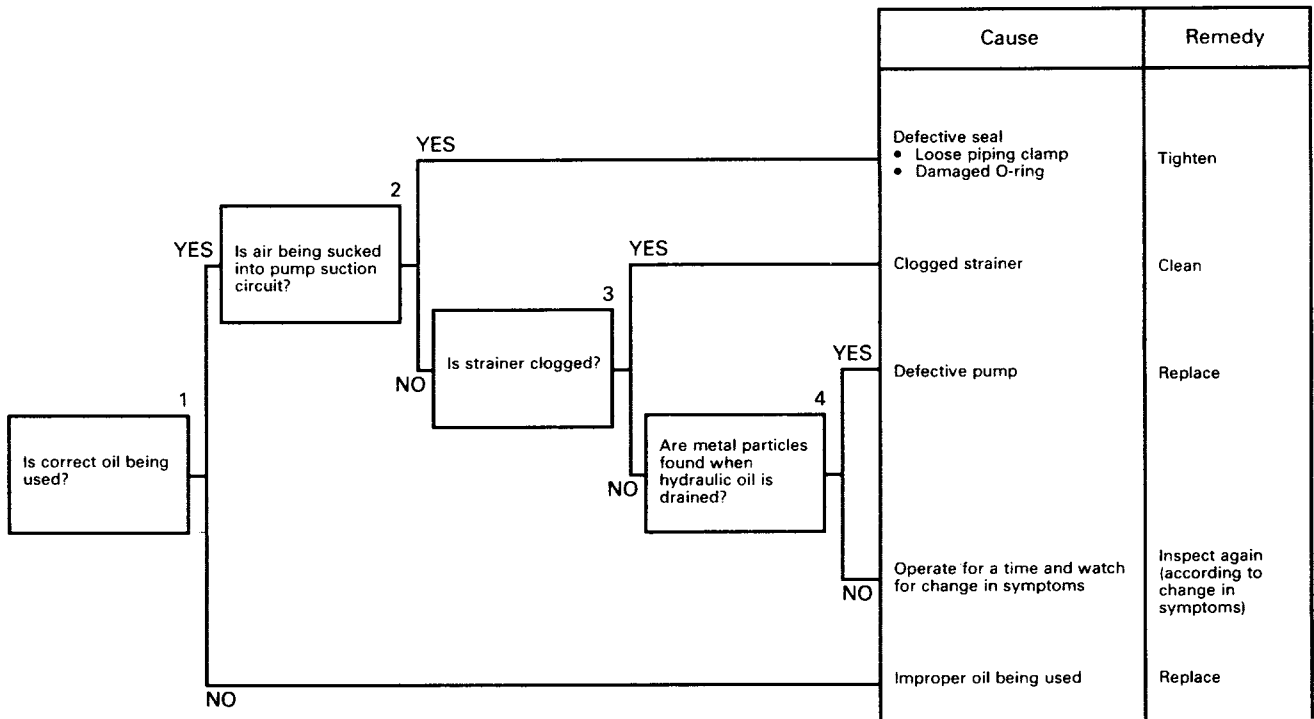 Cause
Remedy
YES
Defective seal
• Loose piping clamp
• Damaged O-ring
Tighten
2
YES
Is air being sucked
into pump suction
circuit?
YES
Clogged strainer
Clean
3
NO
Is strainer clogged?
YES
Defective pump
Replace
1
Is correct oil being
used?
4
NO
Are metal particles
found when
hydraulic oil is
drained?
NO
Operate for a time and watch
for change in symptoms
Inspect again
(according to
change in
symptoms)
NO
Improper oil being used
Replace